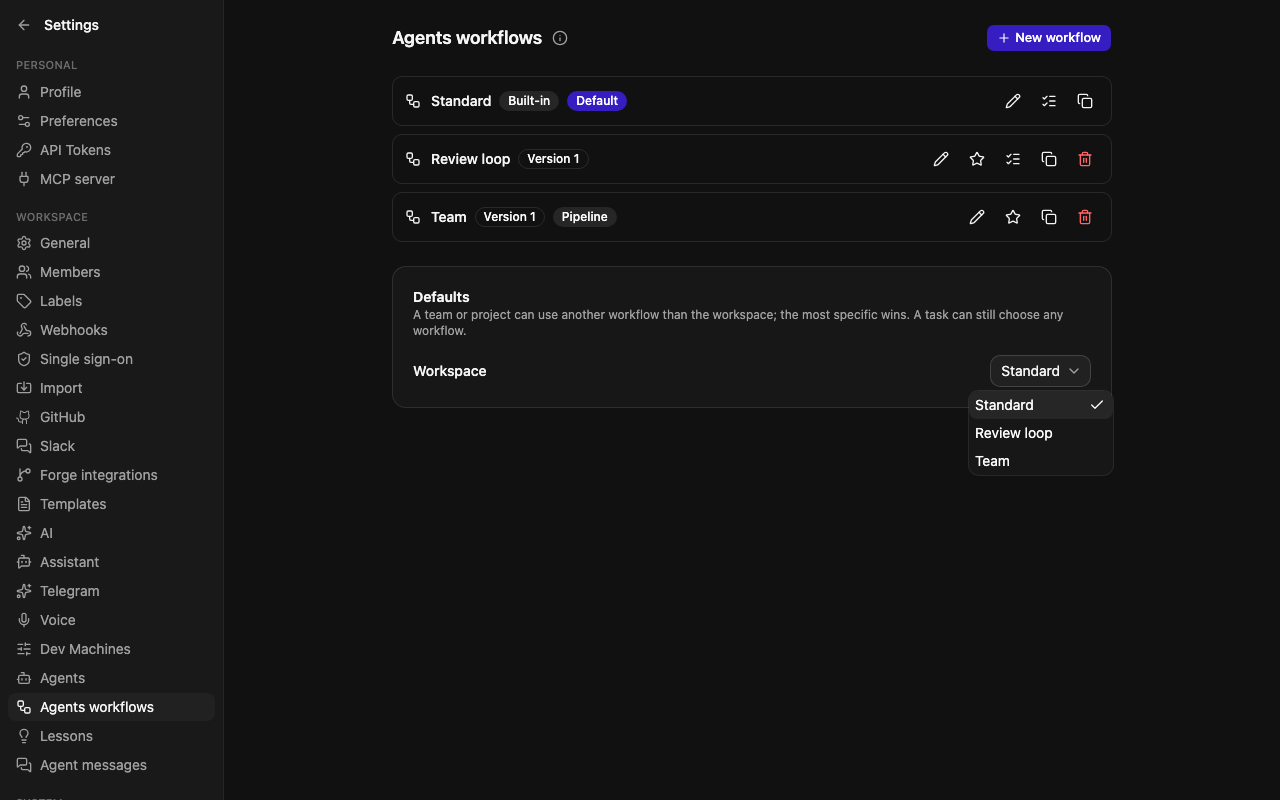 Settings
PERSONAL
Profile
Preferences
API Tokens
MCP server
WORKSPACE
General
Members
Labels
Webhooks
Single sign-on
Import
GitHub
Slack
Forge integrations
Templates
AI
Assistant
Telegram
Voice
Dev Machines
Agents
Agents workflows
Lessons
Agent messages
Agents workflows
New workflow
Standard Built-in Default
Review loop Version 1
Team Version 1 Pipeline
Defaults
A team or project can use another workflow than the workspace; the most specific wins. A task can still choose any
workflow.
Workspace Standard
Standard
Review loop
Team